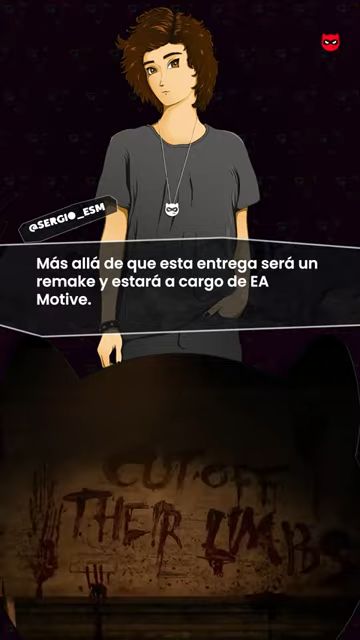 @SERGIO_ESM
Más allá de que esta entrega será un
remake y estará a cargo de EA
Motive.
CUT OFF
THEIR LIMBS